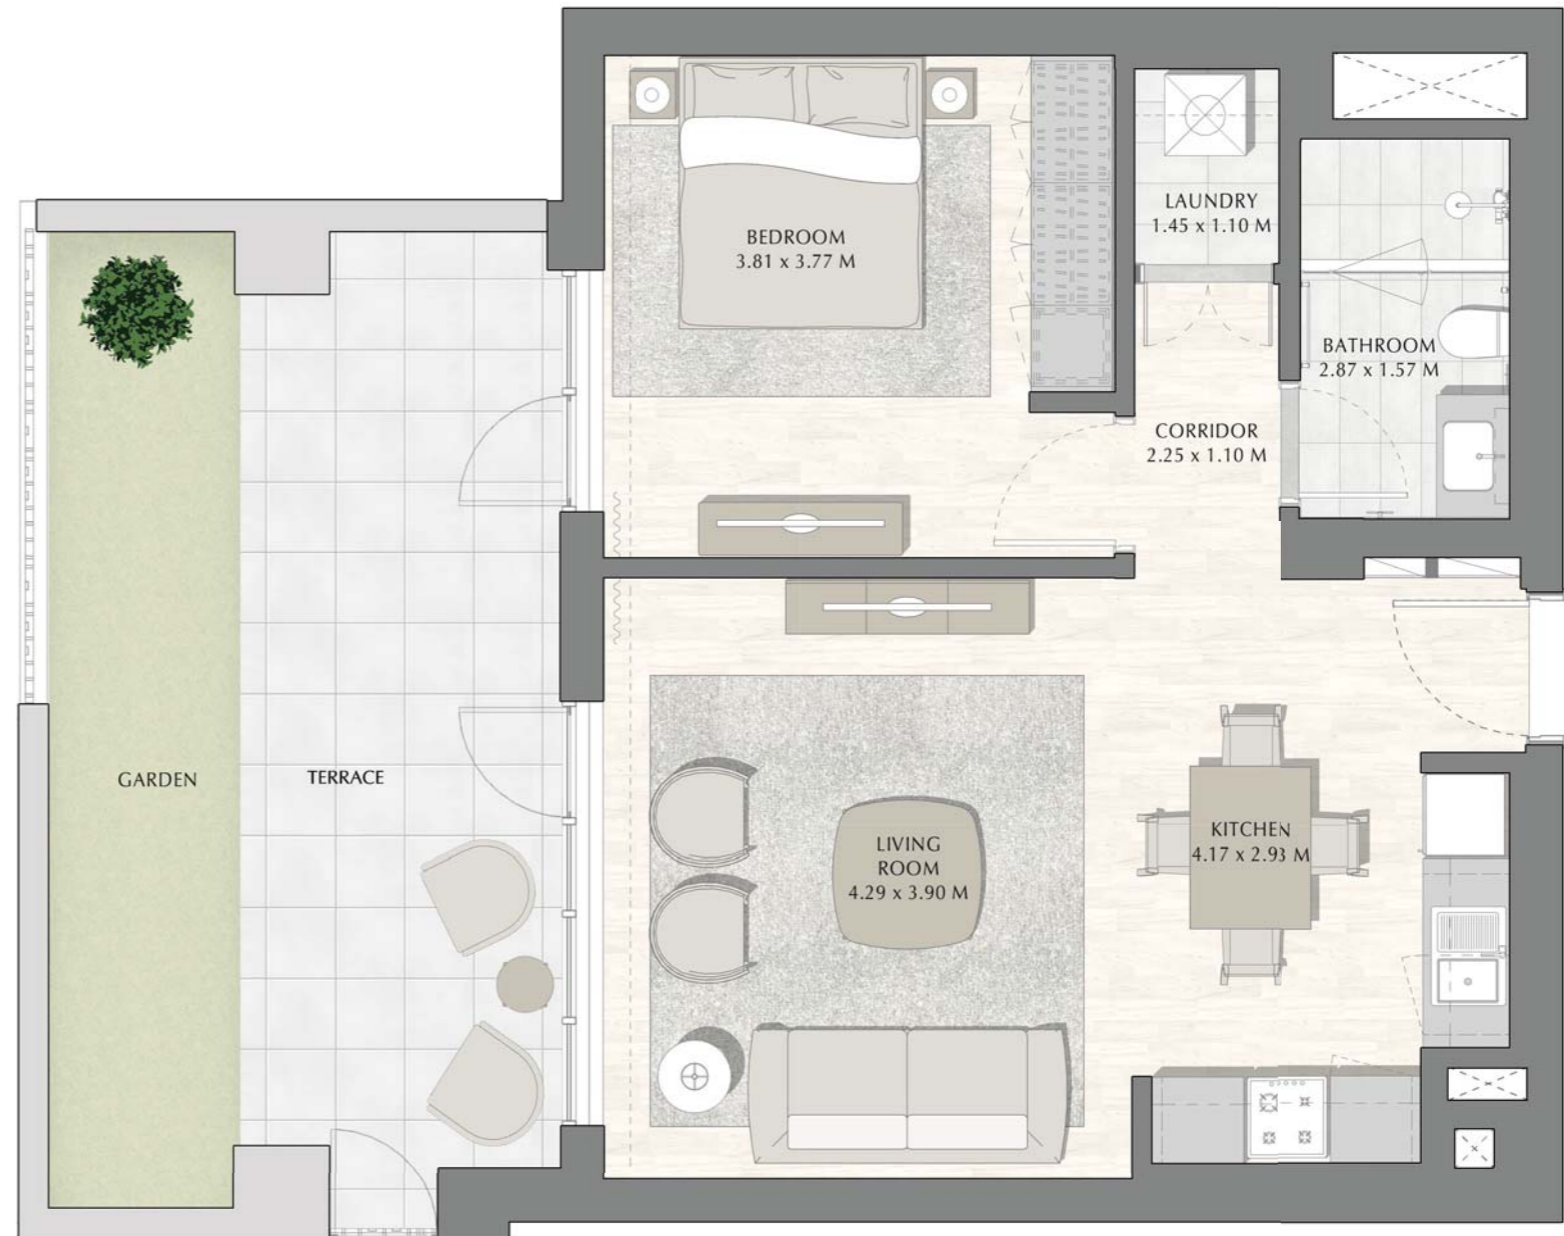 BEDROOM
3.81 x 3.77 M
LAUNDRY
1.45 x 1.10 M
BATHROOM
2.87 x 1.57 M
CORRIDOR
2.25 x 1.10 M
GARDEN
TERRACE
LIVING
ROOM
4.29 x 3.90 M
KITCHEN
4.17 x 2.93 M